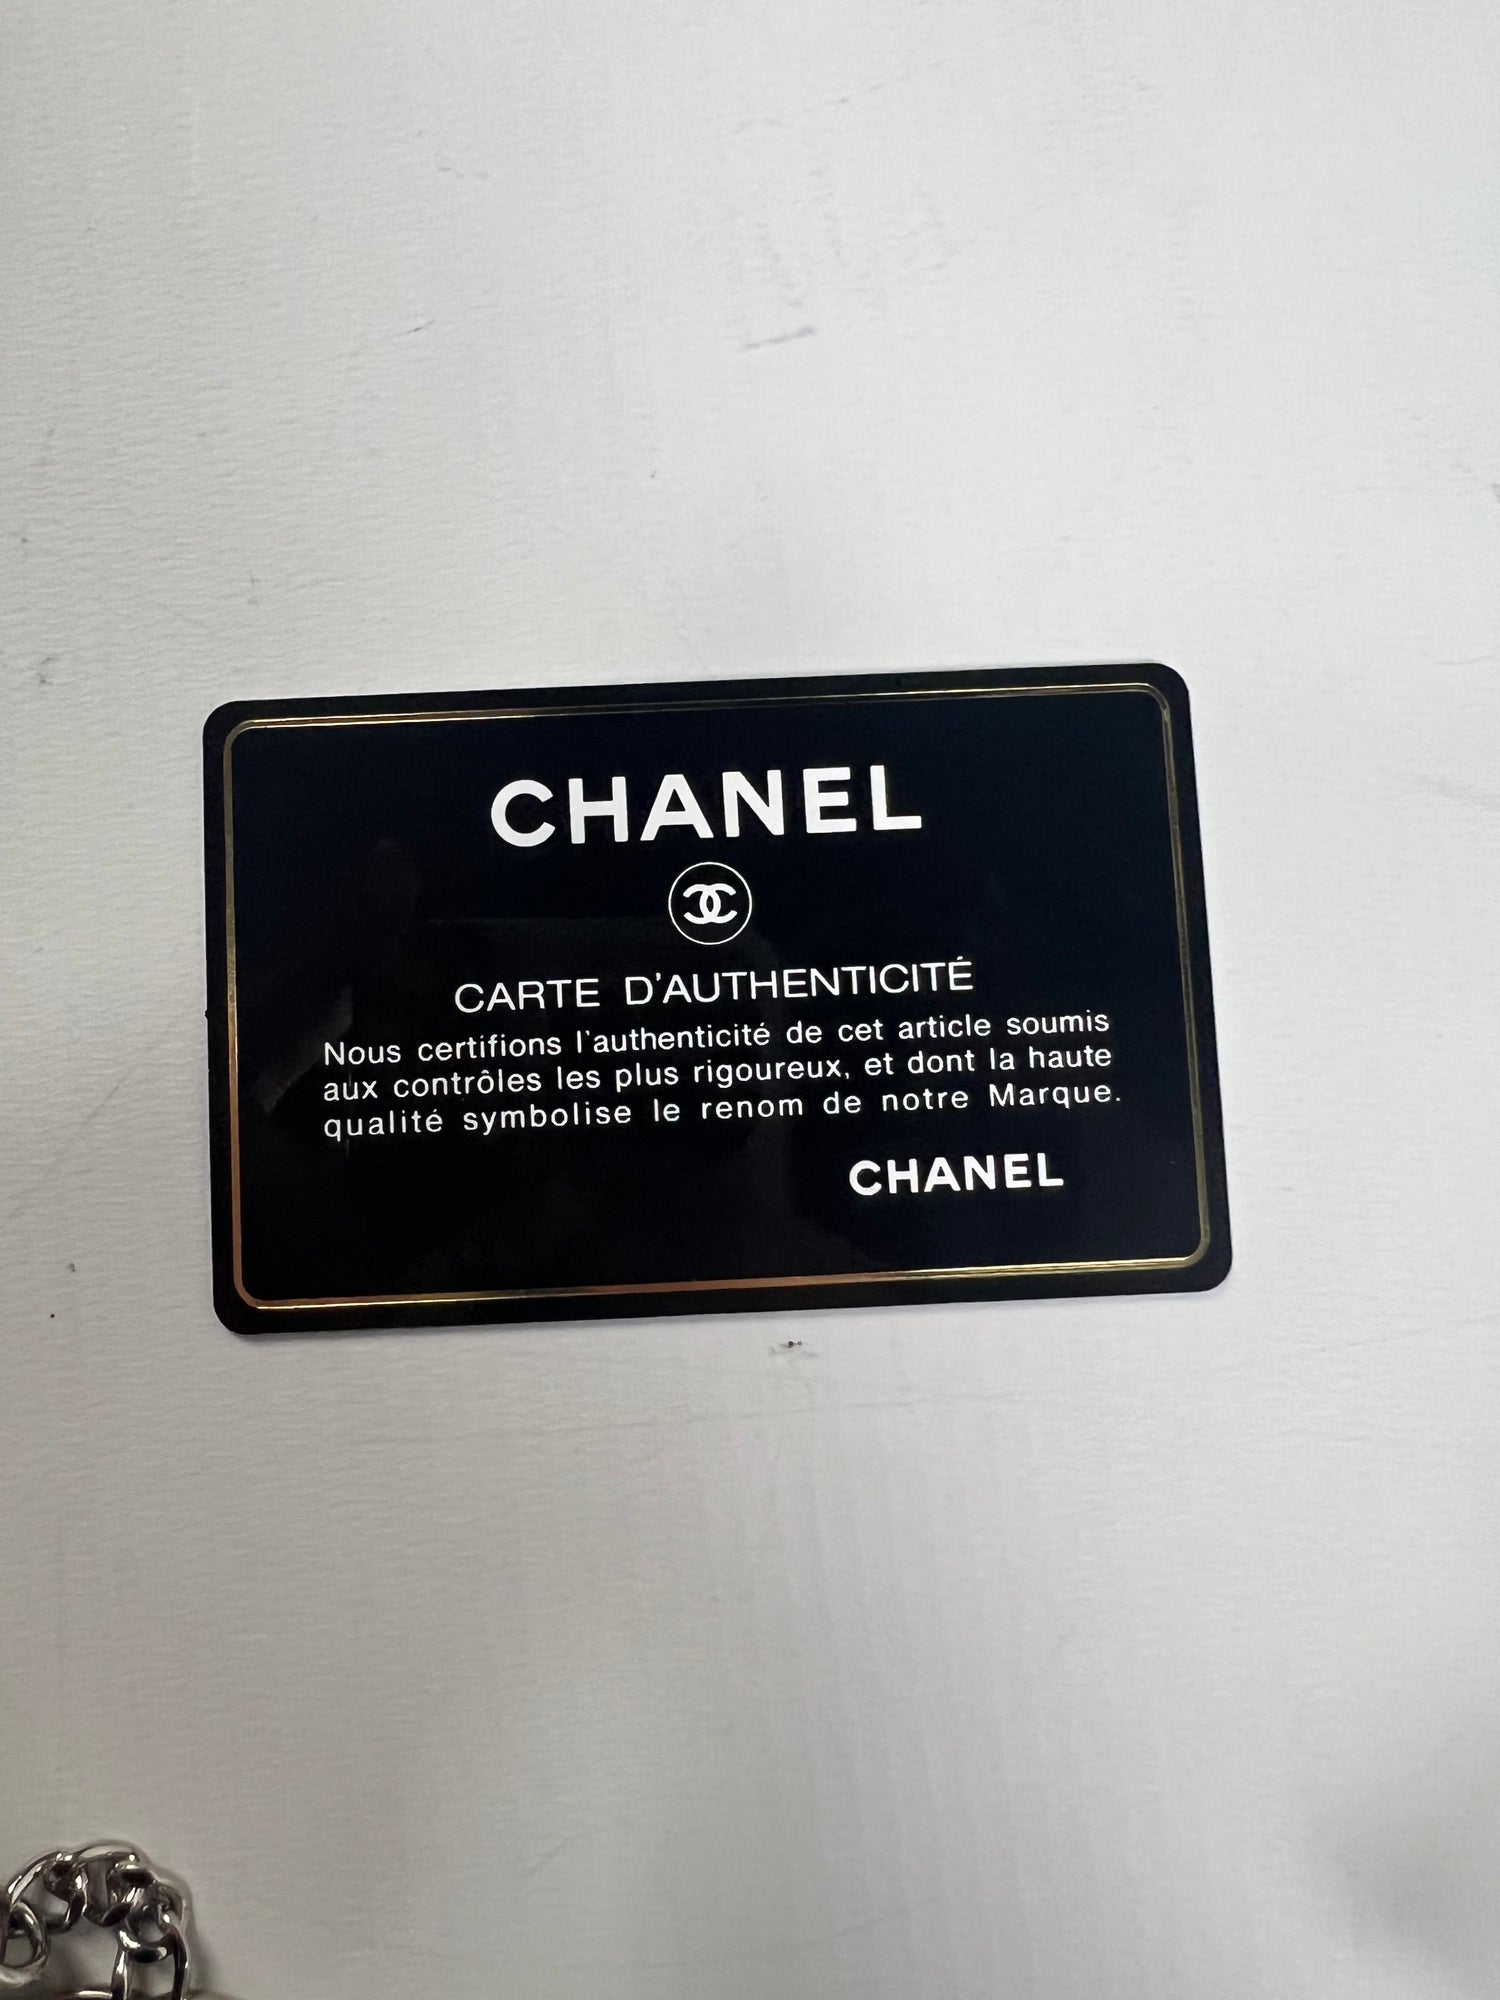 CHANEL
CARTE D'AUTHENTICITÉ
Nous certifions l'authenticité de cet article soumis
aux contrôles les plus rigoureux, et dont la haute
qualité symbolise le renom de notre Marque.
CHANEL